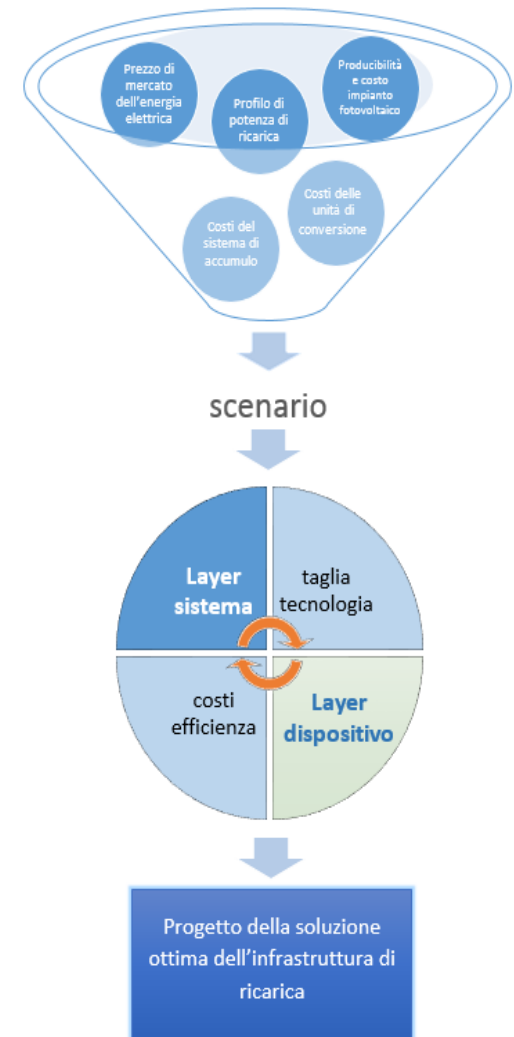 Prezzo di
mercato
dell'energia
elettrica
Profilo di
potenza di
ricarica
Producibilità
e costo
impianto
fotovoltaico
Costi del
sistema di
accumulo
Costi delle
unità di
conversione
scenario
Layer
sistema
taglia
tecnologia
costi
efficienza
Layer
dispositivo
Progetto della soluzione
ottima dell'infrastruttura di
ricarica